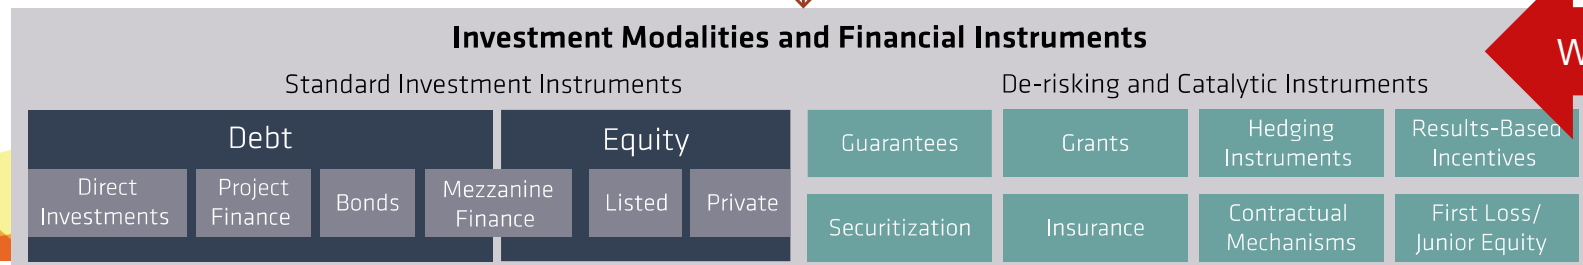 Investment Modalities and Financial Instruments
W
Standard Investment Instruments
De-risking and Catalytic Instruments
Debt
Equity
Direct
Investments
Project
Finance
Bonds
Mezzanine
Finance
Listed
Private
Guarantees
Grants
Hedging
Instruments
Results-Based
Incentives
Securitization
Insurance
Contractual
Mechanisms
First Loss/
Junior Equity